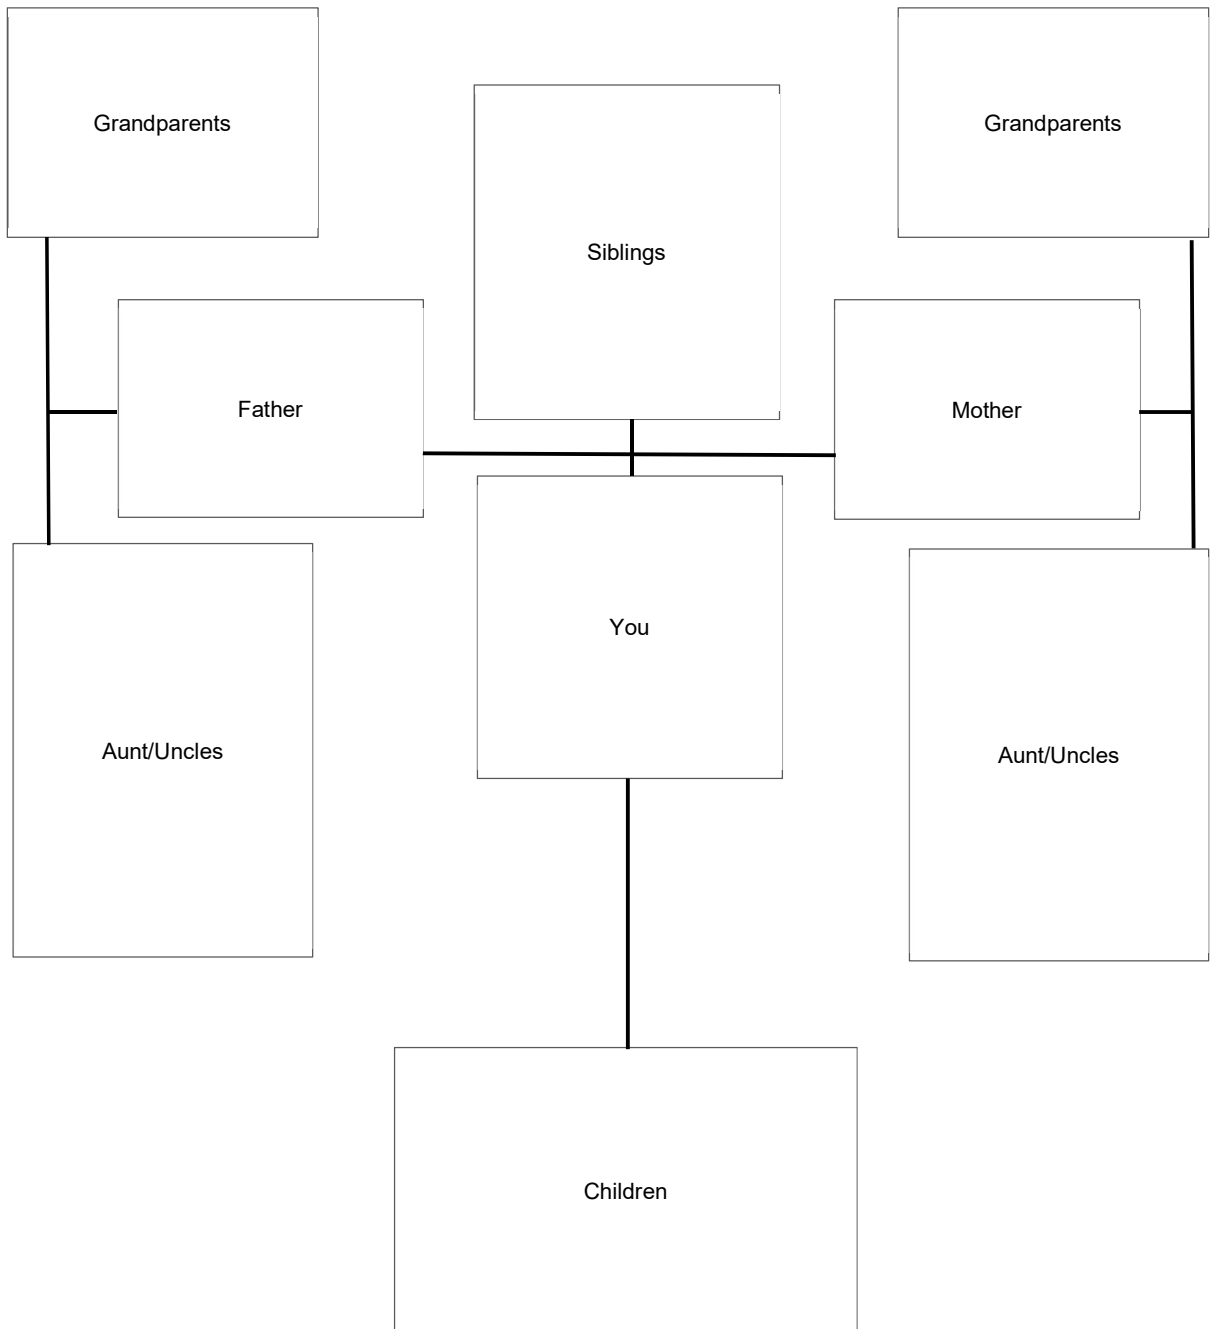 Grandparents
Grandparents
Siblings
Father
Mother
You
Aunt/Uncles
Aunt/Uncles
Children